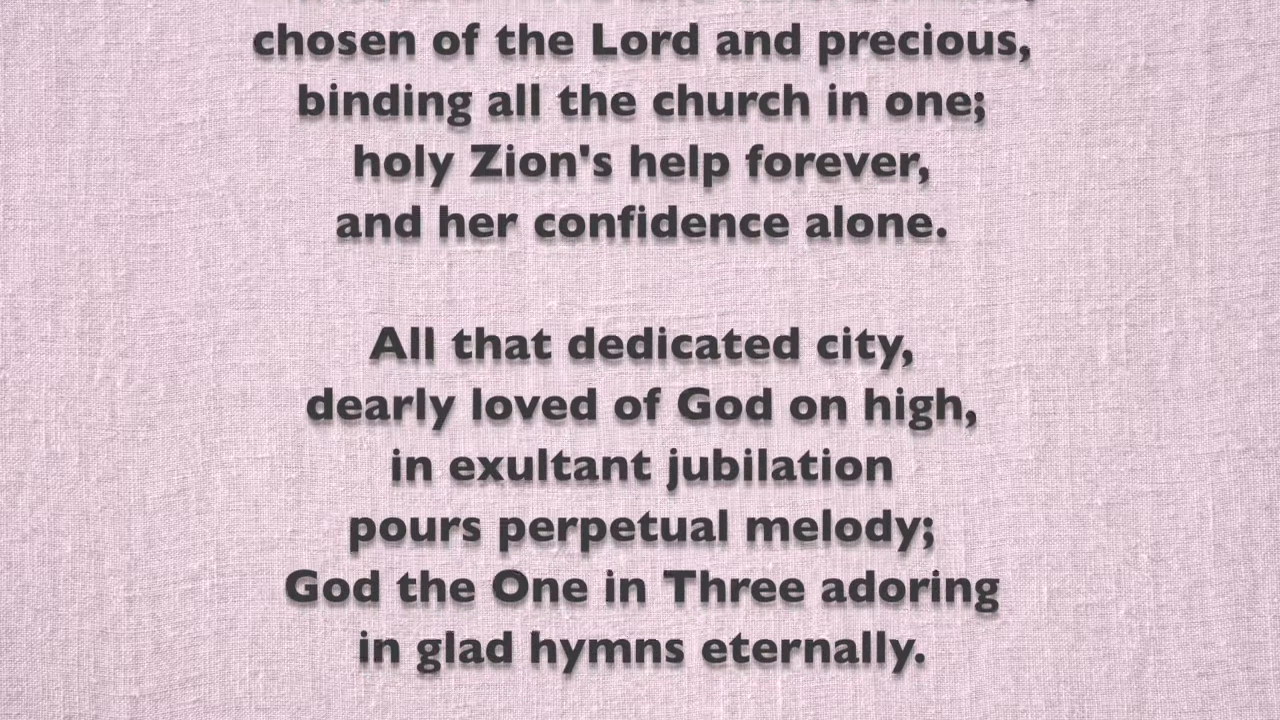 chosen of the Lord and precious,
binding all the church in one;
holy Zion's help forever,
and her confidence alone.
All that dedicated city,
dearly loved of God on high,
in exultant jubilation
pours perpetual melody;
God the One in Three adoring
in glad hymns eternally.